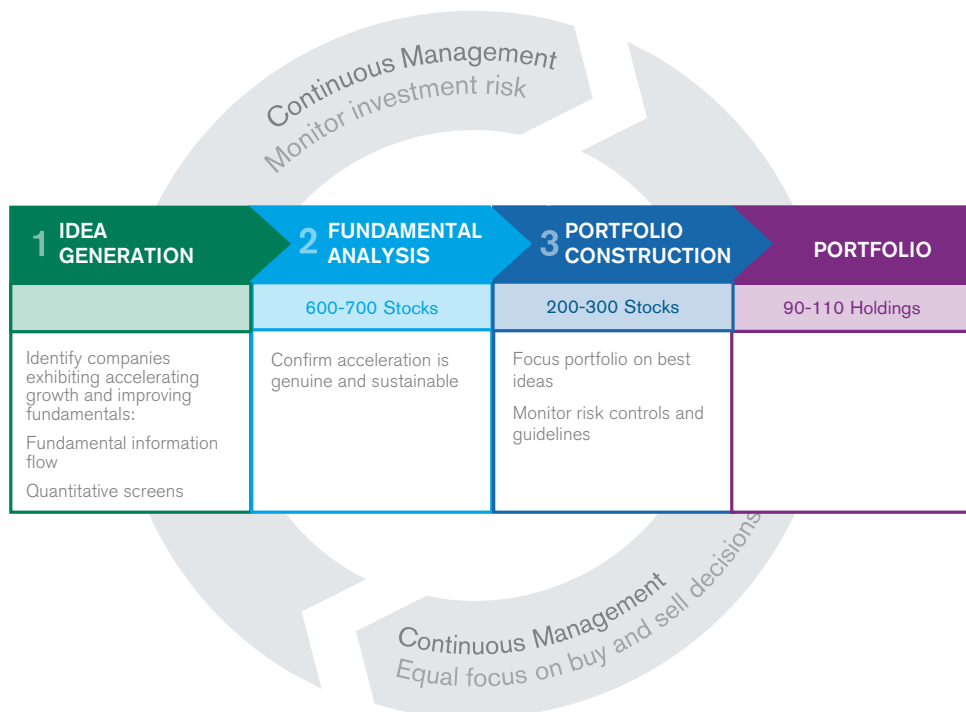 Continuous Management
Monitor investment risk
1 IDEA
GENERATION
2 FUNDAMENTAL
ANALYSIS
3 PORTFOLIO
CONSTRUCTION
PORTFOLIO
600-700 Stocks
200-300 Stocks
90-110 Holdings
Identify companies
exhibiting accelerating
growth and improving
fundamentals:
Fundamental information
flow
Quantitative screens
Confirm acceleration is
genuine and sustainable
Focus portfolio on best
ideas
Monitor risk controls and
guidelines
Continuous Management
Equal focus on buy and sell decisions